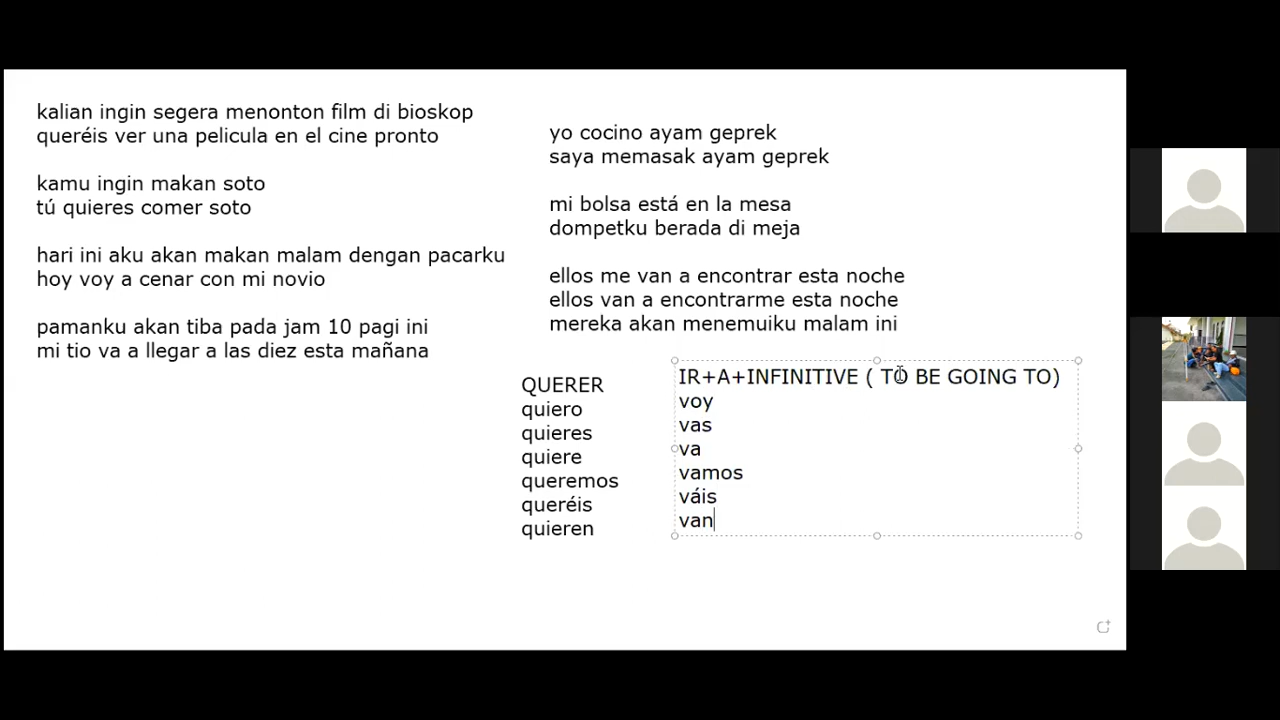 kalian ingin segera menonton film di bioskop
queréis ver una pelicula en el cine pronto
kamu ingin makan soto
tú quieres comer soto
hari ini aku akan makan malam dengan pacarku
hoy voy a cenar con mi novio
pamanku akan tiba pada jam 10 pagi ini
mi tio va a llegar a las diez esta mañana
yo cocino ayam geprek
saya memasak ayam geprek
mi bolsa está en la mesa
dompetku berada di meja
ellos me van a encontrar esta noche
ellos van a encontrarme esta noche
mereka akan menemuiku malam ini
QUERER
quiero
quieres
quiere
queremos
queréis
quieren
IR+A+INFINITIVE ( TO BE GOING TO)
voy
vas
va
vamos
váis
van